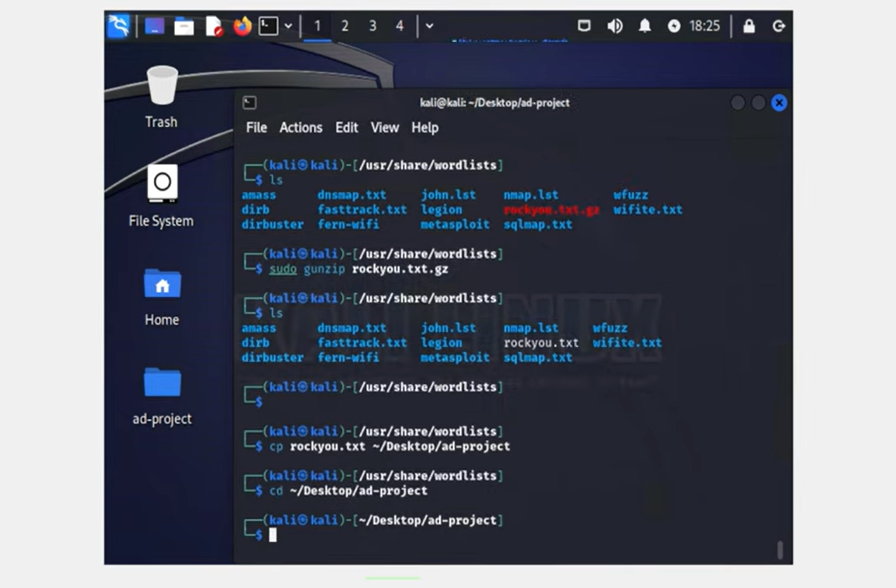 1 2 3 4 18:25
kali@kali: ~/Desktop/ad-project
File Actions Edit View Help
Trash
File System
Home
ad-project
┌──(kali㉿kali)-[/usr/share/wordlists]
└─$ ls
amass dnsmap.txt john.lst nmap.lst wfuzz
dirb fasttrack.txt legion rockyou.txt.gz wifite.txt
dirbuster fern-wifi metasploit sqlmap.txt
┌──(kali㉿kali)-[/usr/share/wordlists]
└─$ sudo gunzip rockyou.txt.gz
┌──(kali㉿kali)-[/usr/share/wordlists]
└─$ ls
amass dnsmap.txt john.lst nmap.lst wfuzz
dirb fasttrack.txt legion rockyou.txt wifite.txt
dirbuster fern-wifi metasploit sqlmap.txt
┌──(kali㉿kali)-[/usr/share/wordlists]
└─$
┌──(kali㉿kali)-[/usr/share/wordlists]
└─$ cp rockyou.txt ~/Desktop/ad-project
┌──(kali㉿kali)-[/usr/share/wordlists]
└─$ cd ~/Desktop/ad-project
┌──(kali㉿kali)-[~/Desktop/ad-project]
└─$